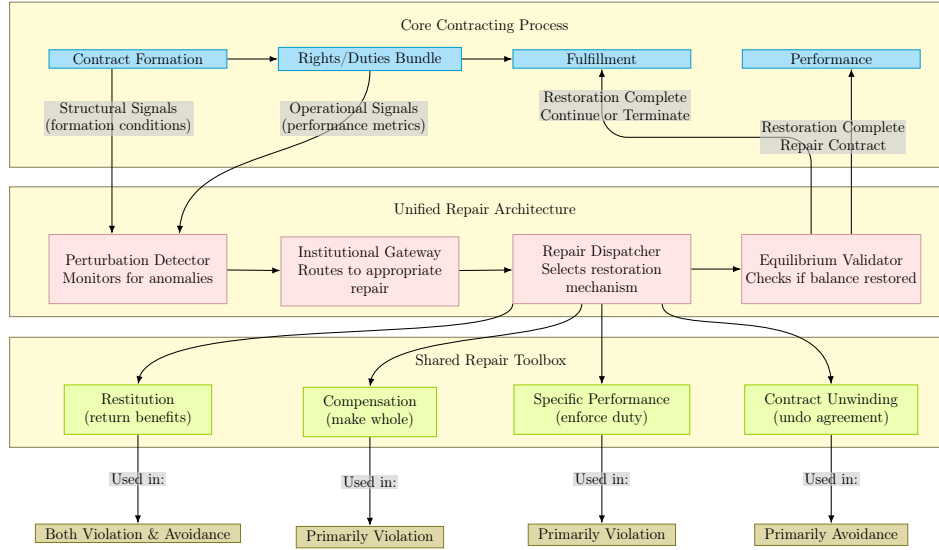 Core Contracting Process
Contract Formation
Rights/Duties Bundle
Fulfillment
Performance
Structural Signals
(formation conditions)
Operational Signals
(performance metrics)
Restoration Complete
Continue or Terminate
Restoration Complete
Repair Contract
Unified Repair Architecture
Perturbation Detector
Monitors for anomalies
Institutional Gateway
Routes to appropriate
repair
Repair Dispatcher
Selects restoration
mechanism
Equilibrium Validator
Checks if balance restored
Shared Repair Toolbox
Restitution
(return benefits)
Compensation
(make whole)
Specific Performance
(enforce duty)
Contract Unwinding
(undo agreement)
Used in:
Used in:
Used in:
Used in:
Both Violation & Avoidance
Primarily Violation
Primarily Violation
Primarily Avoidance